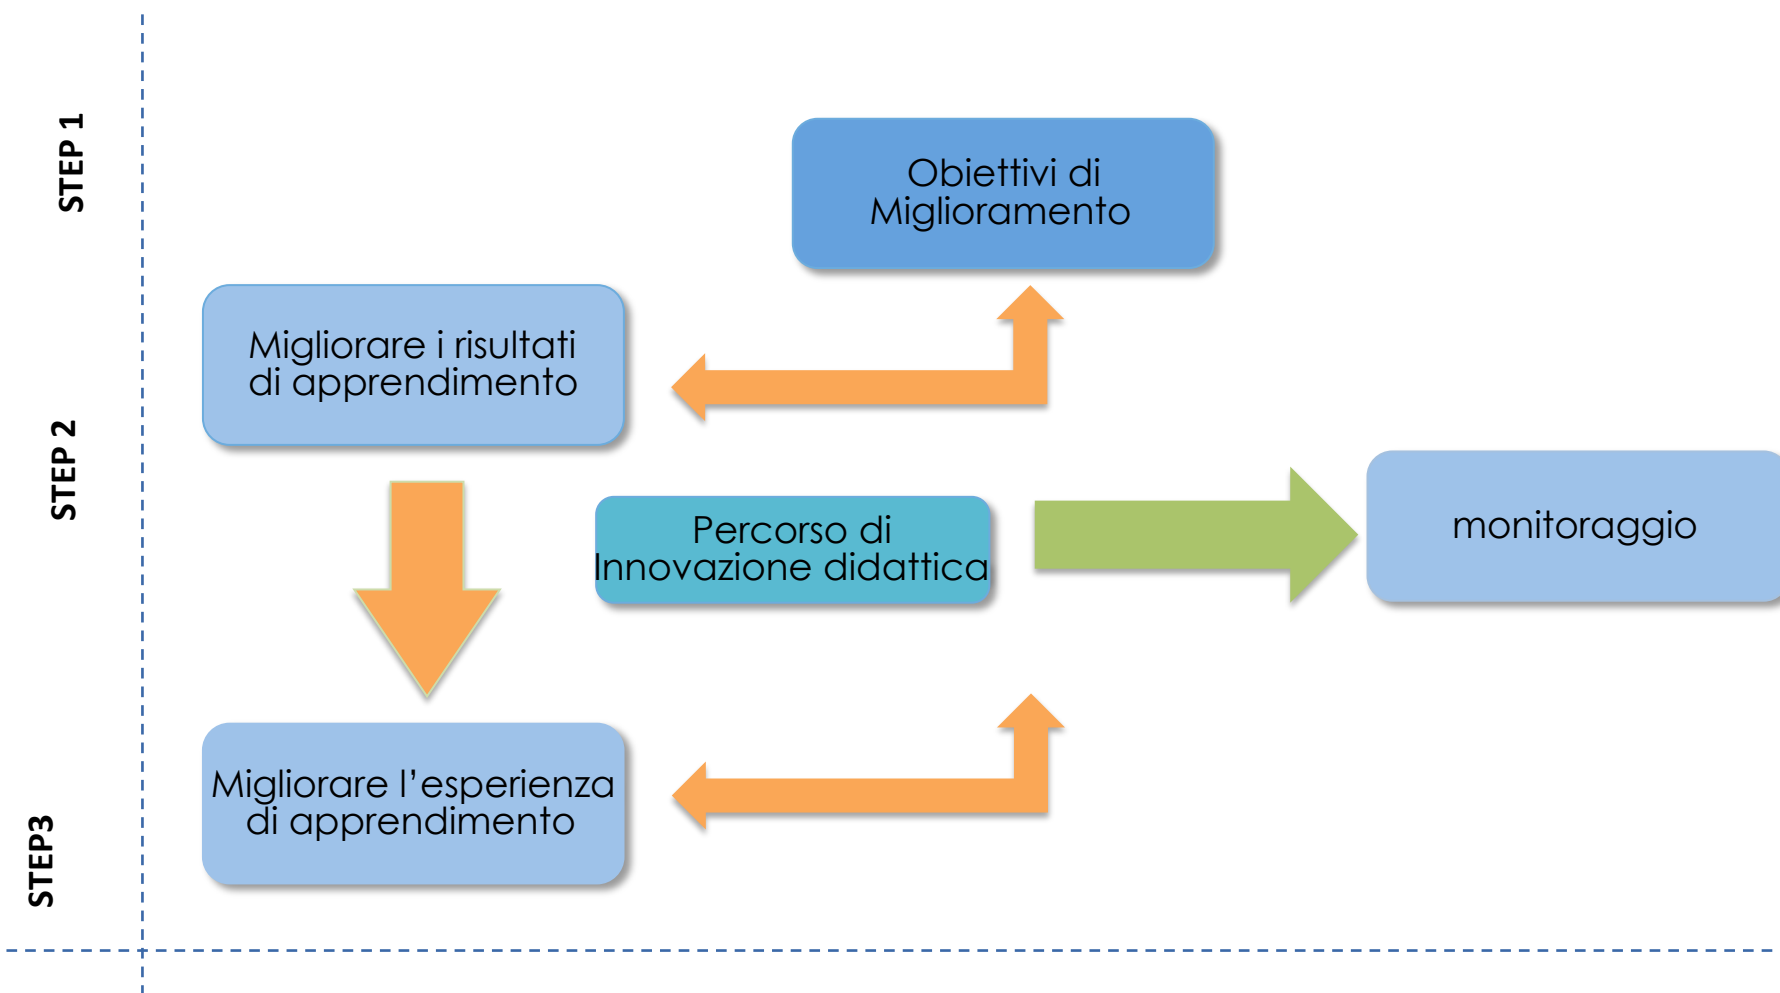 STEP 1
Obiettivi di
Miglioramento
Migliorare i risultati
di apprendimento
STEP 2
Percorso di
Innovazione didattica
monitoraggio
Migliorare l’esperienza
di apprendimento
STEP3